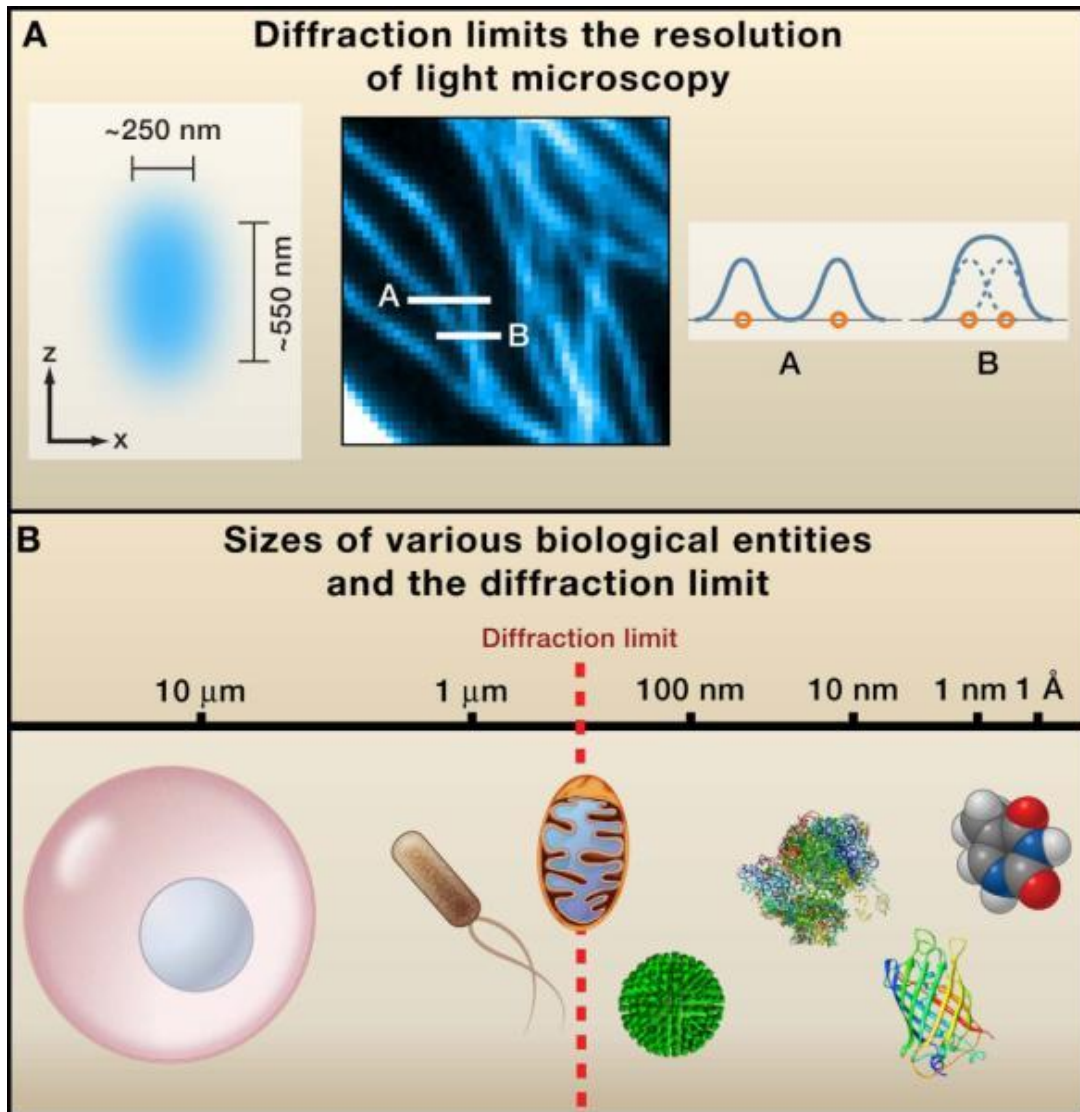 A
Diffraction limits the resolution
of light microscopy
~250 nm
~550 nm
z
x
A
B
A
B
B
Sizes of various biological entities
and the diffraction limit
Diffraction limit
10 μm 1 μm 100 nm 10 nm 1 nm 1 Å